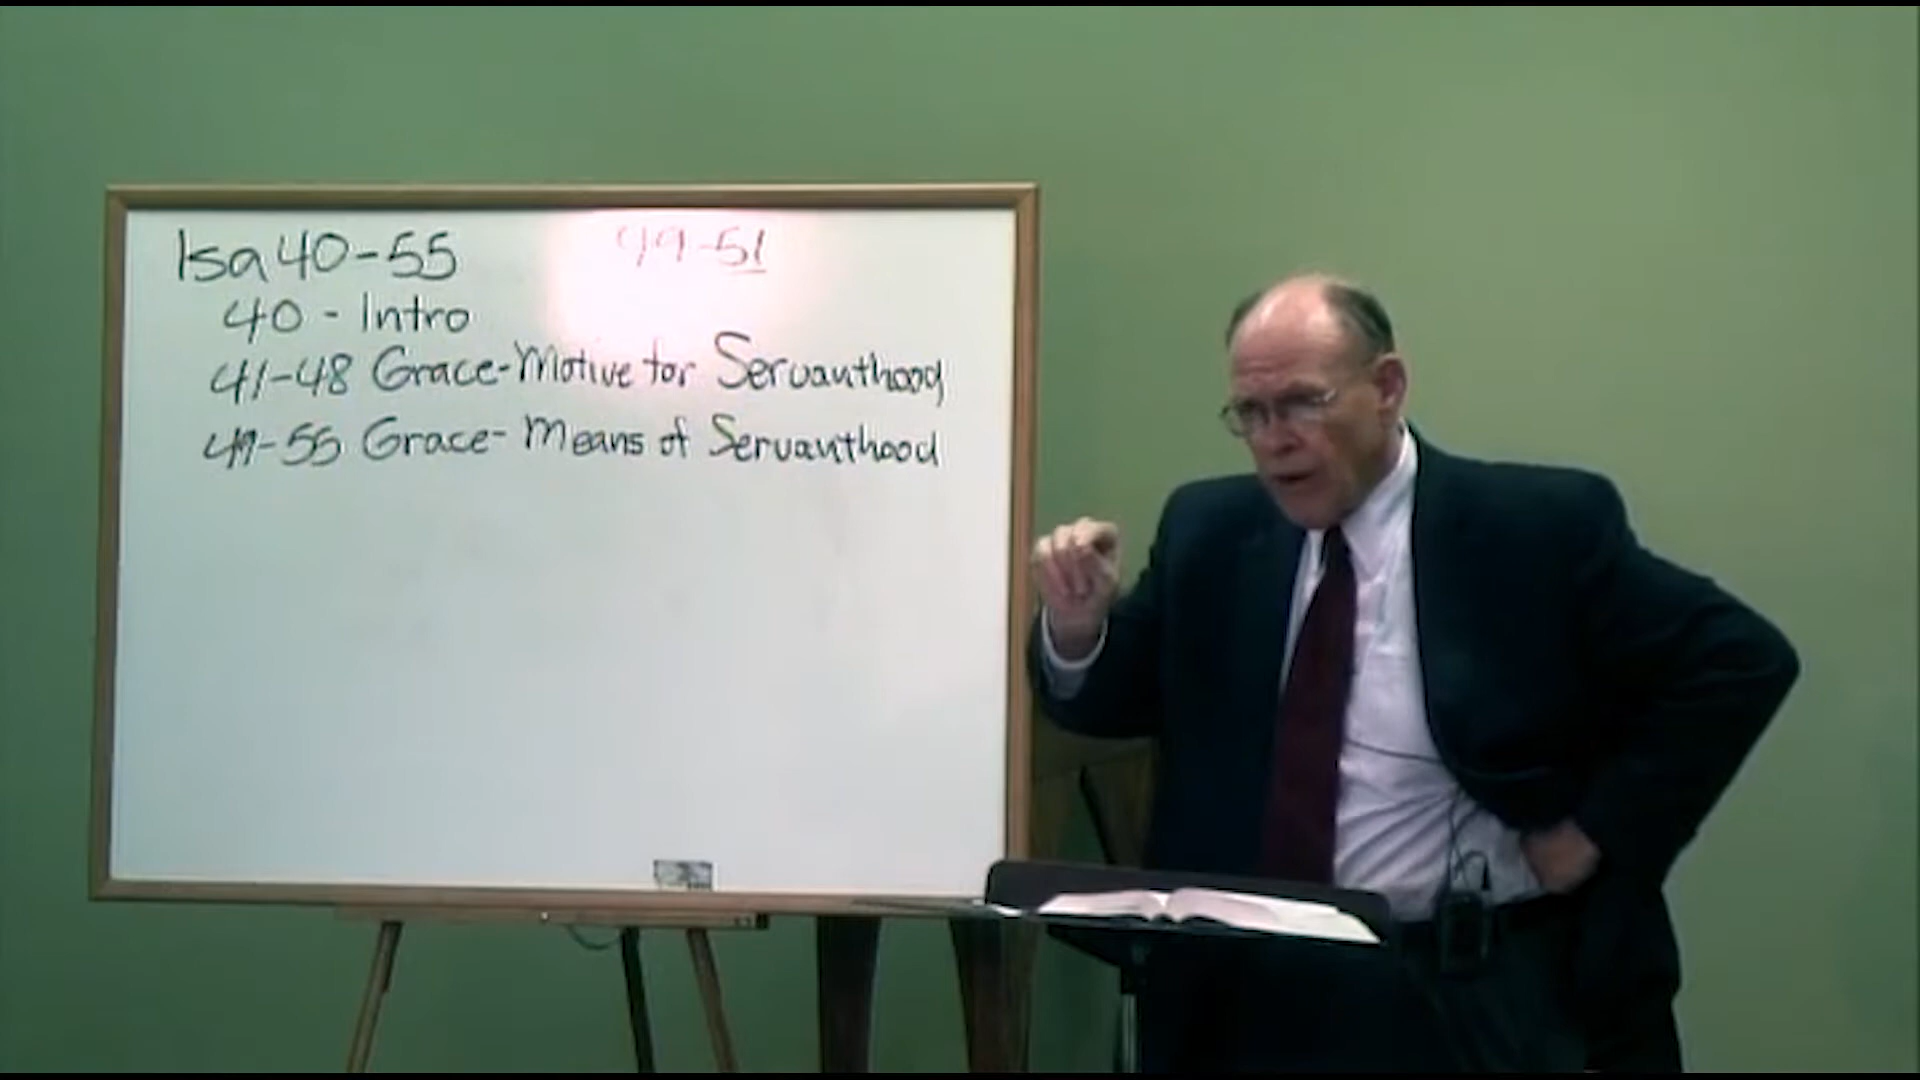 Isa 40-55
49-51
40 - Intro
41-48 Grace-Motive for Servanthood
49-55 Grace-Means of Servanthood